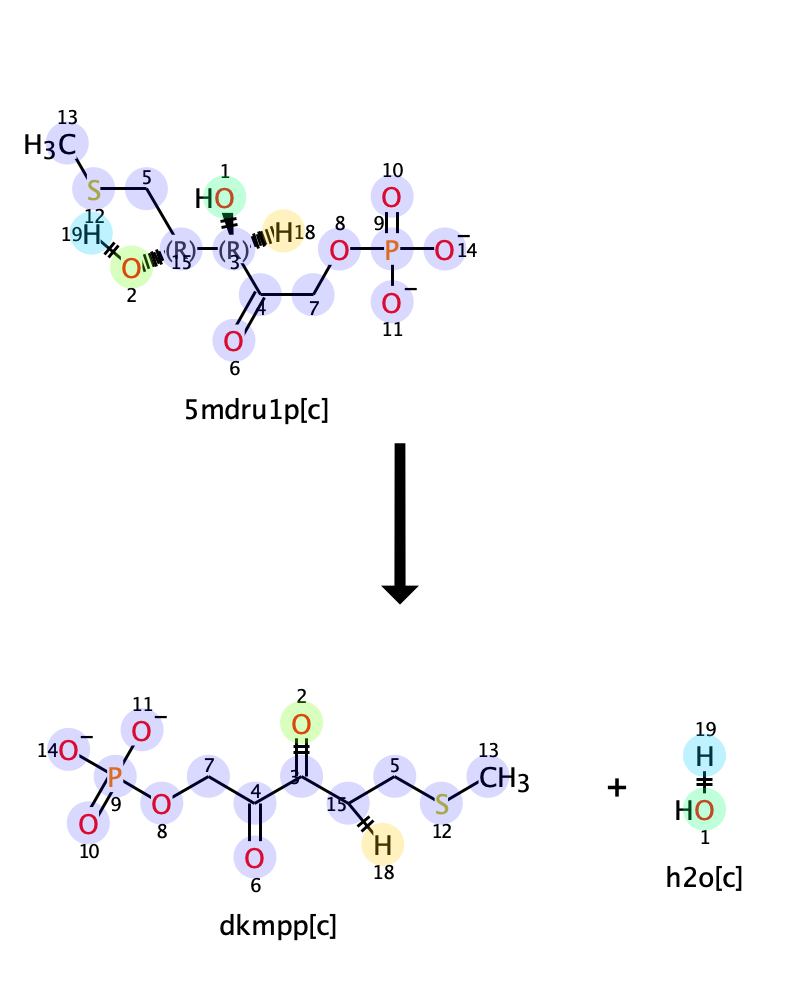 13
H₃C
5
1
HO
10
S
12
19 H
H 18
8
9
O
(R)
15
(R)
3
O
P
O⁻ 14
O
2
4
7
O⁻
11
O
6
5mdru1p[c]
2
O
11
O⁻
14 O⁻
7
3
5
13
CH₃
19
H
P
9
4
15
S
12
+
HO
1
O
10
O
8
O
6
H
18
h2o[c]
dkmpp[c]